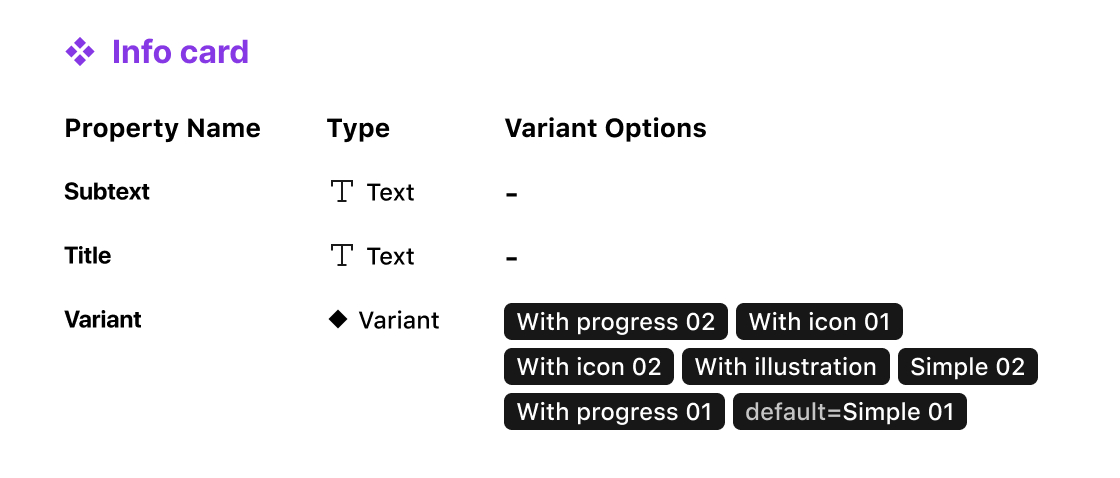 Info card
Property Name Type Variant Options
Subtext Text -
Title Text -
Variant Variant With progress 02 With icon 01
With icon 02 With illustration Simple 02
With progress 01 default=Simple 01